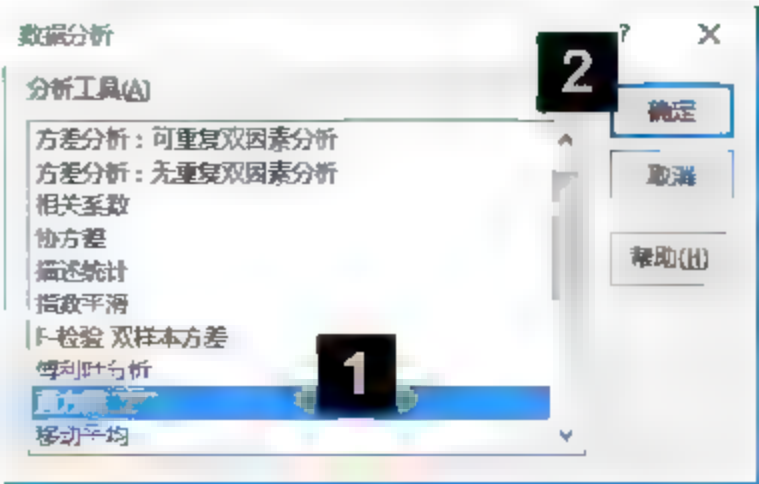 数据分析 ? ×
2
分析工具(A)
确定
方差分析：可重复双因素分析
方差分析：无重复双因素分析
取消
相关系数
协方差
帮助(H)
描述统计
指数平滑
F-检验 双样本方差
傅利叶分析
1
移动平均